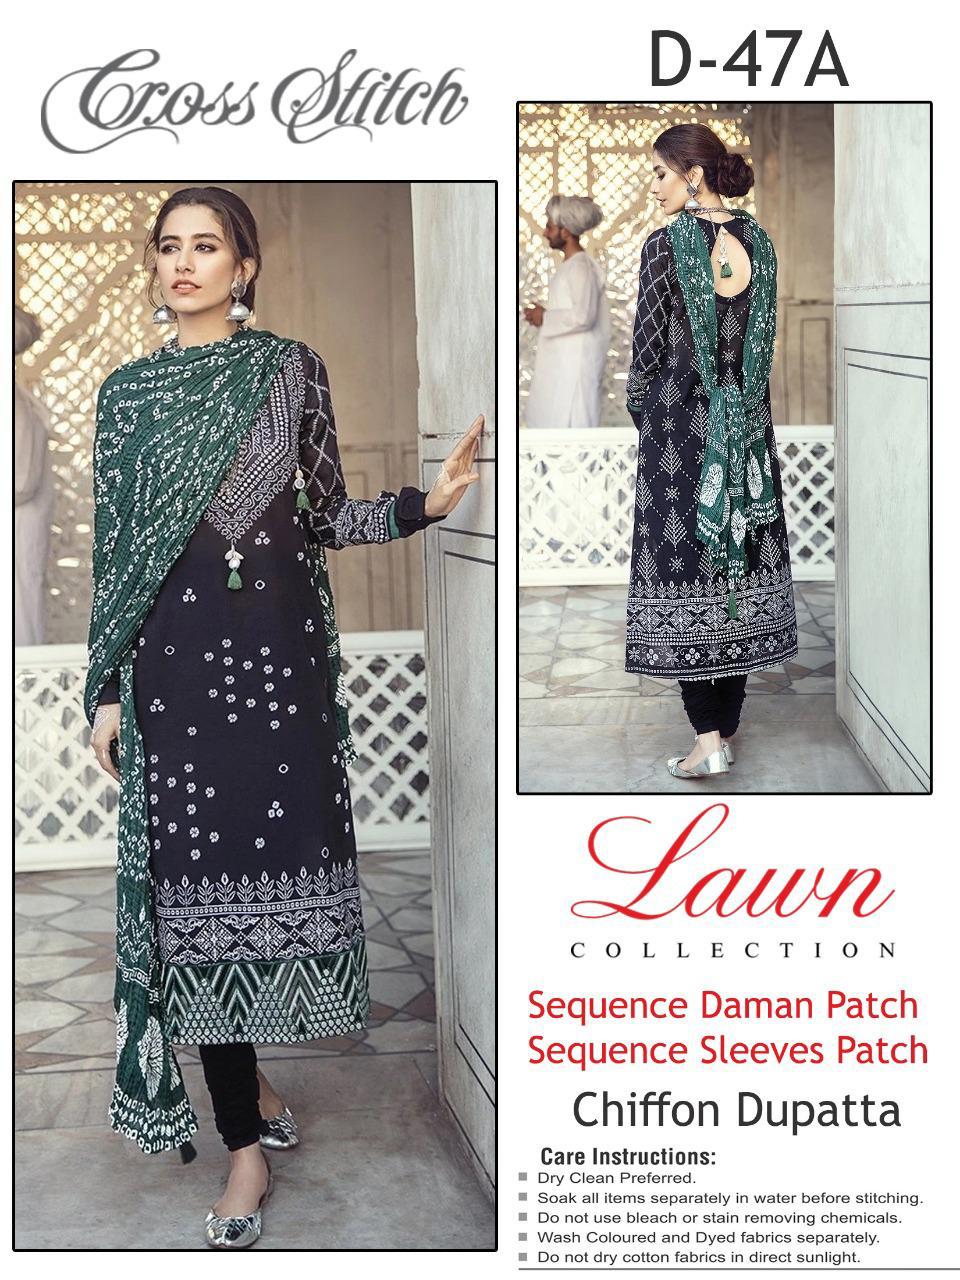 Cross Stitch
D-47A
Lawn
COLLECTION
Sequence Daman Patch
Sequence Sleeves Patch
Chiffon Dupatta
Care Instructions:
Dry Clean Preferred.
Soak all items separately in water before stitching.
Do not use bleach or stain removing chemicals.
Wash Coloured and Dyed fabrics separately.
Do not dry cotton fabrics in direct sunlight.